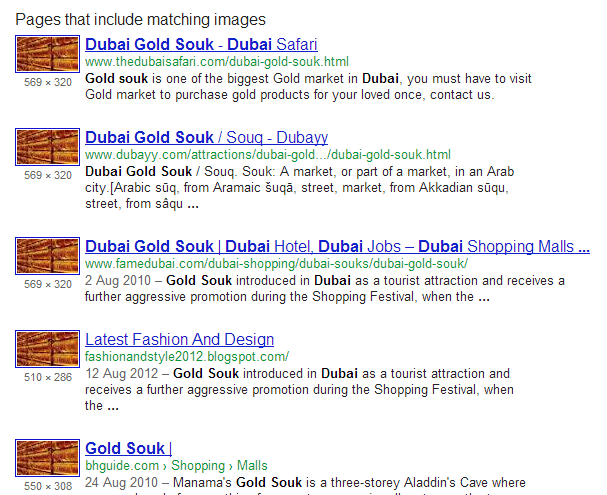 Pages that include matching images
Dubai Gold Souk - Dubai Safari
www.thedubaisafari.com/dubai-gold-souk.html
569 × 320
Gold souk is one of the biggest Gold market in Dubai, you must have to visit
Gold market to purchase gold products for your loved once, contact us.
Dubai Gold Souk / Souq - Dubayy
www.dubayy.com/attractions/dubai-gold.../dubai-gold-souk.html
569 × 320
Dubai Gold Souk / Souq. Souk: A market, or part of a market, in an Arab
city.[Arabic sūq, from Aramaic šuqā, street, market, from Akkadian sūqu,
street, from sâqu ...
Dubai Gold Souk | Dubai Hotel, Dubai Jobs – Dubai Shopping Malls ...
www.famedubai.com/dubai-shopping/dubai-souks/dubai-gold-souk/
569 × 320
2 Aug 2010 – Gold Souk introduced in Dubai as a tourist attraction and receives a
further aggressive promotion during the Shopping Festival, when the ...
Latest Fashion And Design
fashionandstyle2012.blogspot.com/
510 × 286
12 Aug 2012 – Gold Souk introduced in Dubai as a tourist attraction and
receives a further aggressive promotion during the Shopping Festival, when
the ...
Gold Souk |
bhguide.com › Shopping › Malls
550 × 308
24 Aug 2010 – Manama's Gold Souk is a three-storey Aladdin's Cave where